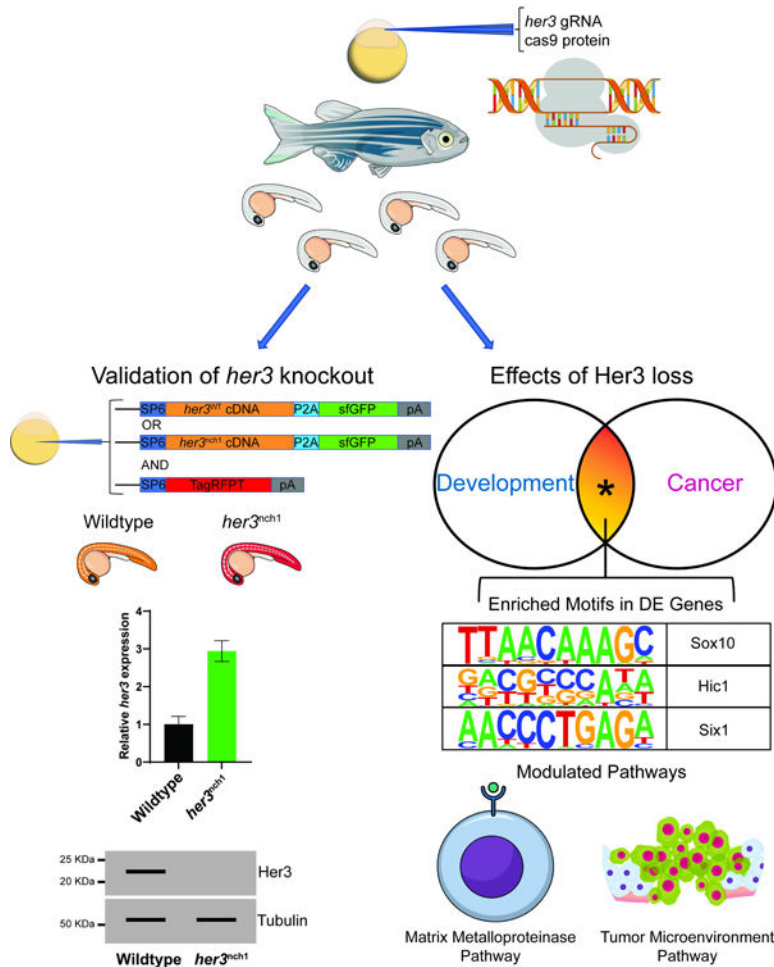 her3 gRNA
cas9 protein
Validation of her3 knockout
SP6 her3WT cDNA P2A sfGFP pA
OR
SP6 her3nch1 cDNA P2A sfGFP pA
AND
SP6 TagRFPT pA
Wildtype her3nch1
Relative her3 expression
4
3
2
1
0
Wildtype
her3nch1
25 KDa
20 KDa
Her3
50 KDa
Tubulin
Wildtype her3nch1
Effects of Her3 loss
Development * Cancer
Enriched Motifs in DE Genes
TTAACAAAGC Sox10
GACGCCCATA Hic1
AACCCTGAGA Six1
Modulated Pathways
Matrix Metalloproteinase
Pathway
Tumor Microenvironment
Pathway